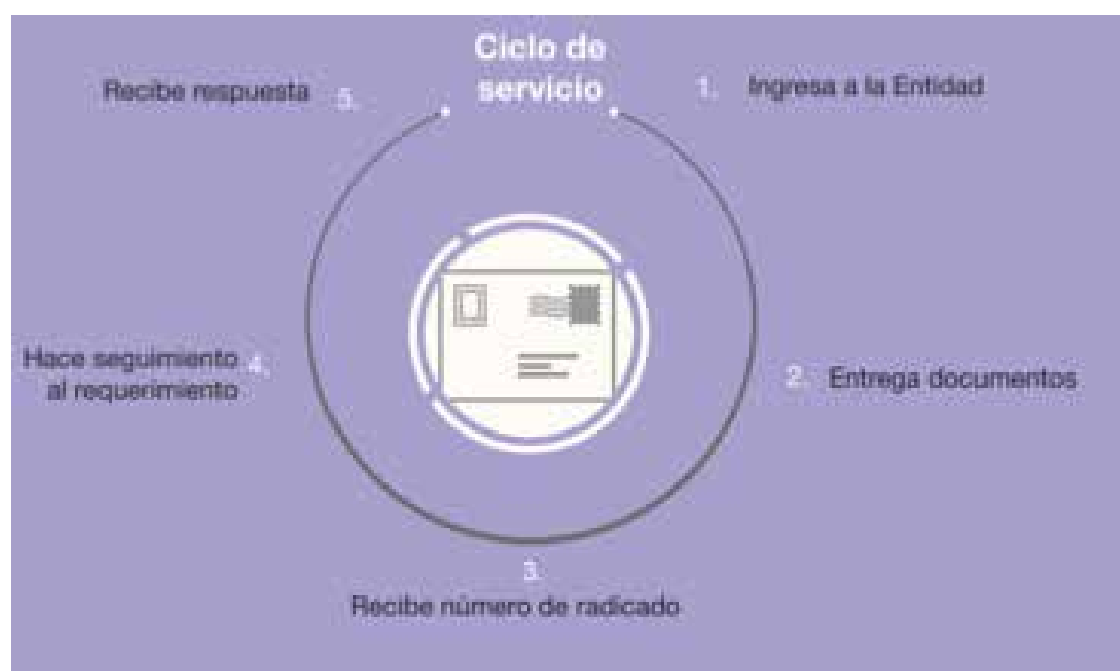 Ciclo de
servicio
1. Ingresa a la Entidad
2. Entrega documentos
3.
Recibe número de radicado
4. Hace seguimiento
al requerimiento
5. Recibe respuesta